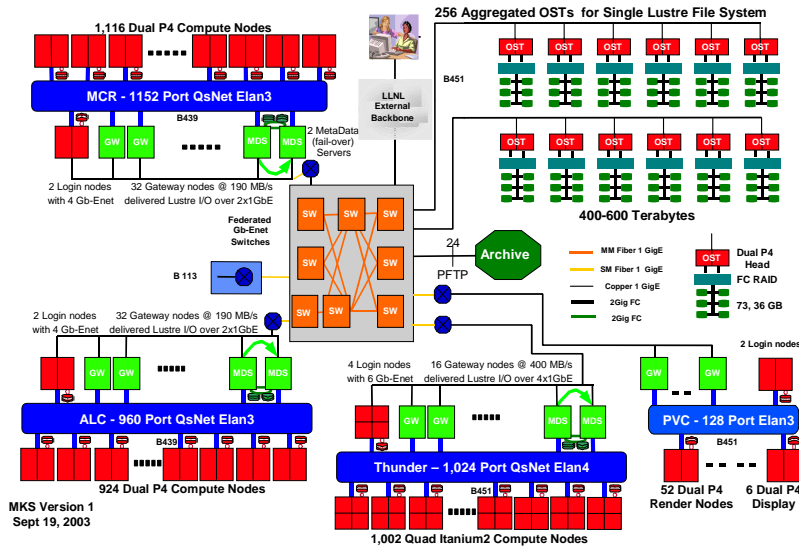 1,116 Dual P4 Compute Nodes
256 Aggregated OSTs for Single Lustre File System
MCR - 1152 Port QsNet Elan3
B439
GW
GW
MDS
MDS
2 MetaData
(fail-over)
Servers
2 Login nodes
with 4 Gb-Enet
32 Gateway nodes @ 190 MB/s
delivered Lustre I/O over 2x1GbE
LLNL
External
Backbone
B451
OST
OST
OST
OST
OST
OST
OST
OST
OST
OST
OST
OST
400-600 Terabytes
Federated
Gb-Enet
Switches
SW
SW
SW
SW
SW
SW
SW
SW
B 113
24
PFTP
Archive
MM Fiber 1 GigE
SM Fiber 1 GigE
Copper 1 GigE
2Gig FC
2Gig FC
OST
Dual P4
Head
FC RAID
73, 36 GB
2 Login nodes
with 4 Gb-Enet
32 Gateway nodes @ 190 MB/s
delivered Lustre I/O over 2x1GbE
GW
GW
MDS
MDS
ALC - 960 Port QsNet Elan3
B439
924 Dual P4 Compute Nodes
4 Login nodes
with 6 Gb-Enet
16 Gateway nodes @ 400 MB/s
delivered Lustre I/O over 4x1GbE
GW
GW
MDS
MDS
Thunder – 1,024 Port QsNet Elan4
B451
1,002 Quad Itanium2 Compute Nodes
2 Login nodes
GW
GW
PVC - 128 Port Elan3
B451
52 Dual P4
Render Nodes
6 Dual P4
Display
MKS Version 1
Sept 19, 2003